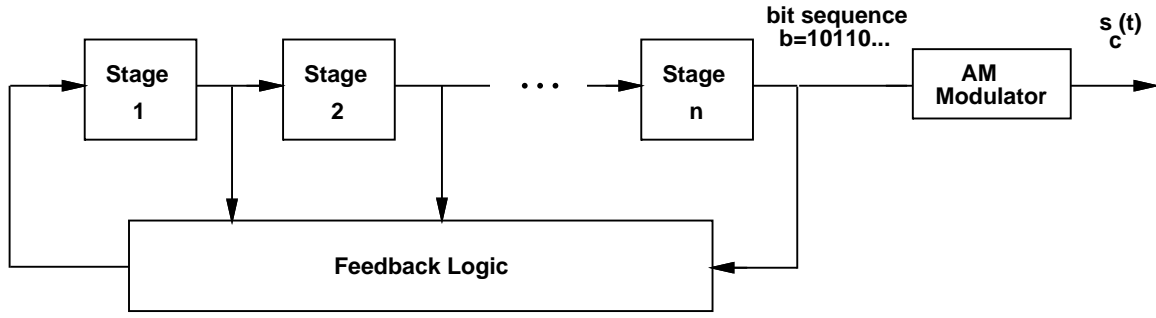 bit sequence
b=10110...
s (t)
c
Stage
1
Stage
2
...
Stage
n
AM
Modulator
Feedback Logic